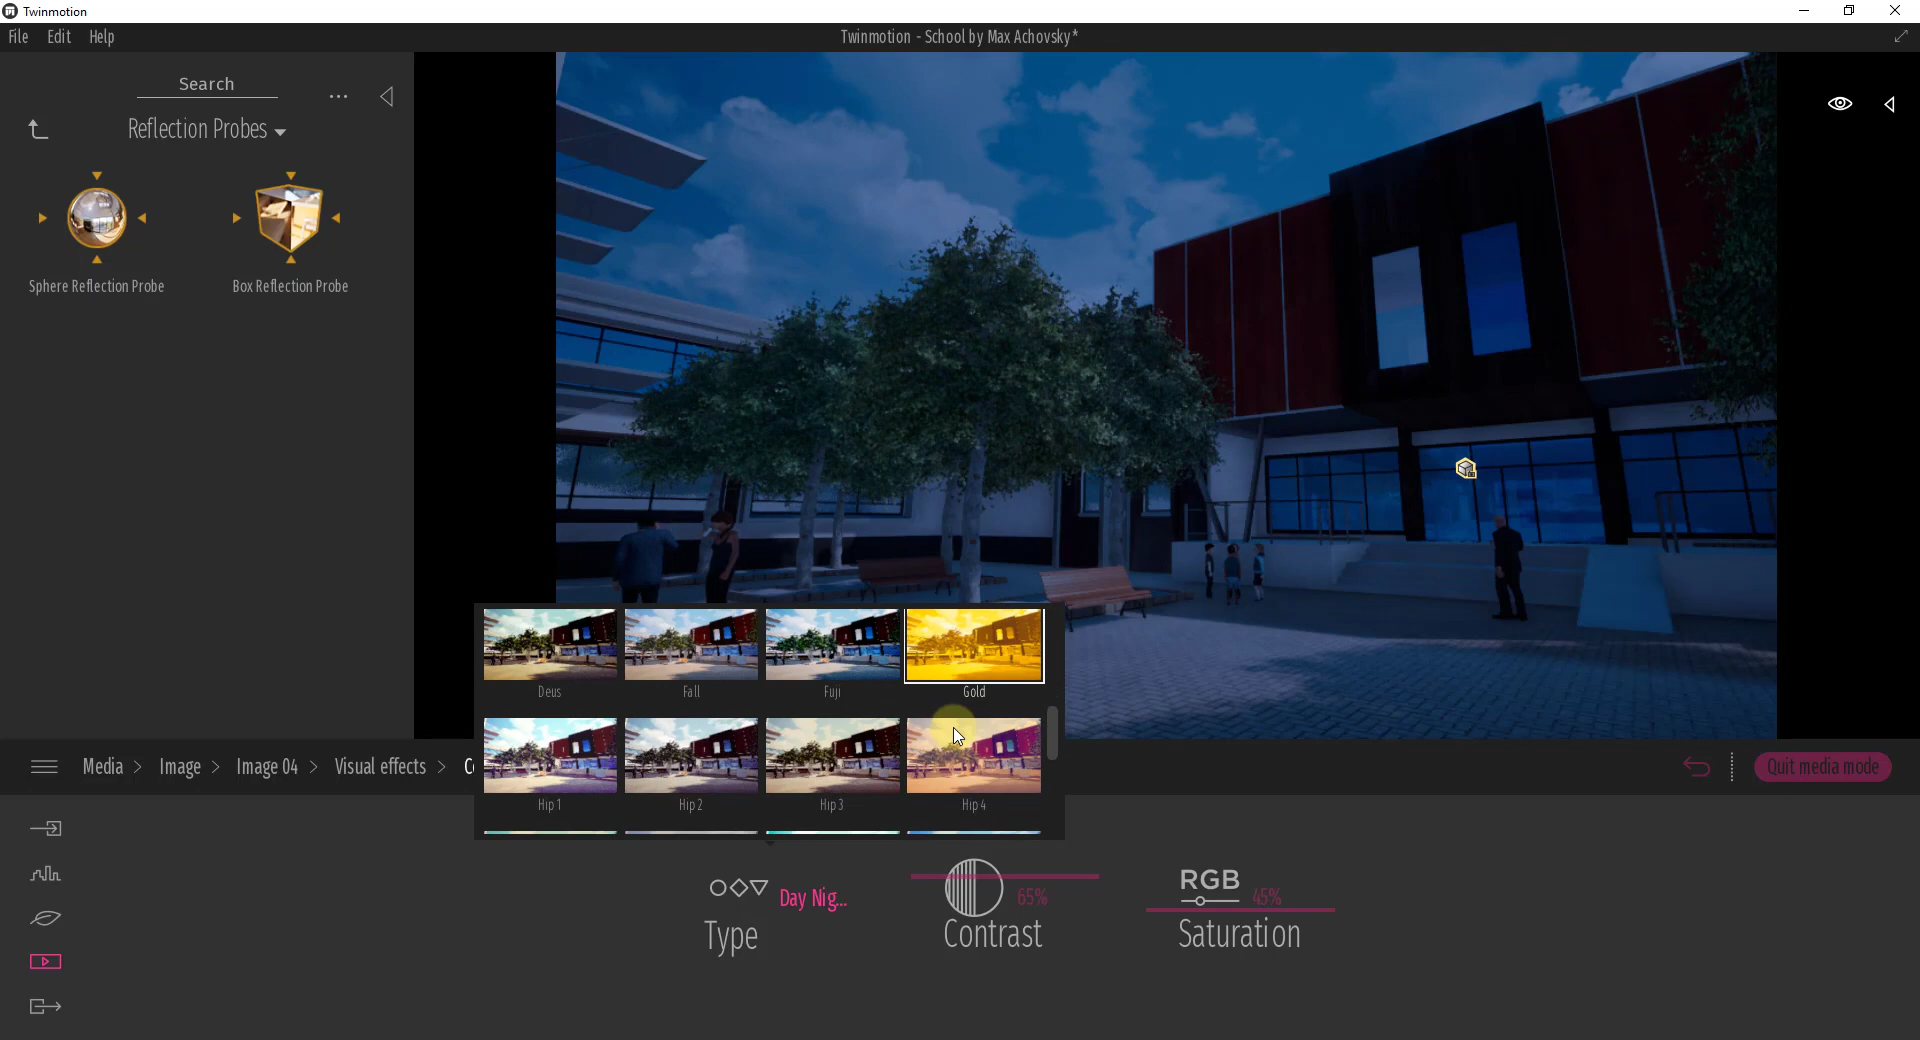 Twinmotion
File Edit Help
Twinmotion - School by Max Achovsky*
Search
Reflection Probes
Sphere Reflection Probe
Box Reflection Probe
Deus
Fall
Fuji
Gold
Hip 1
Hip 2
Hip 3
Hip 4
Media > Image > Image 04 > Visual effects >
Quit media mode
Day Nig...
Type
65%
Contrast
RGB
45%
Saturation